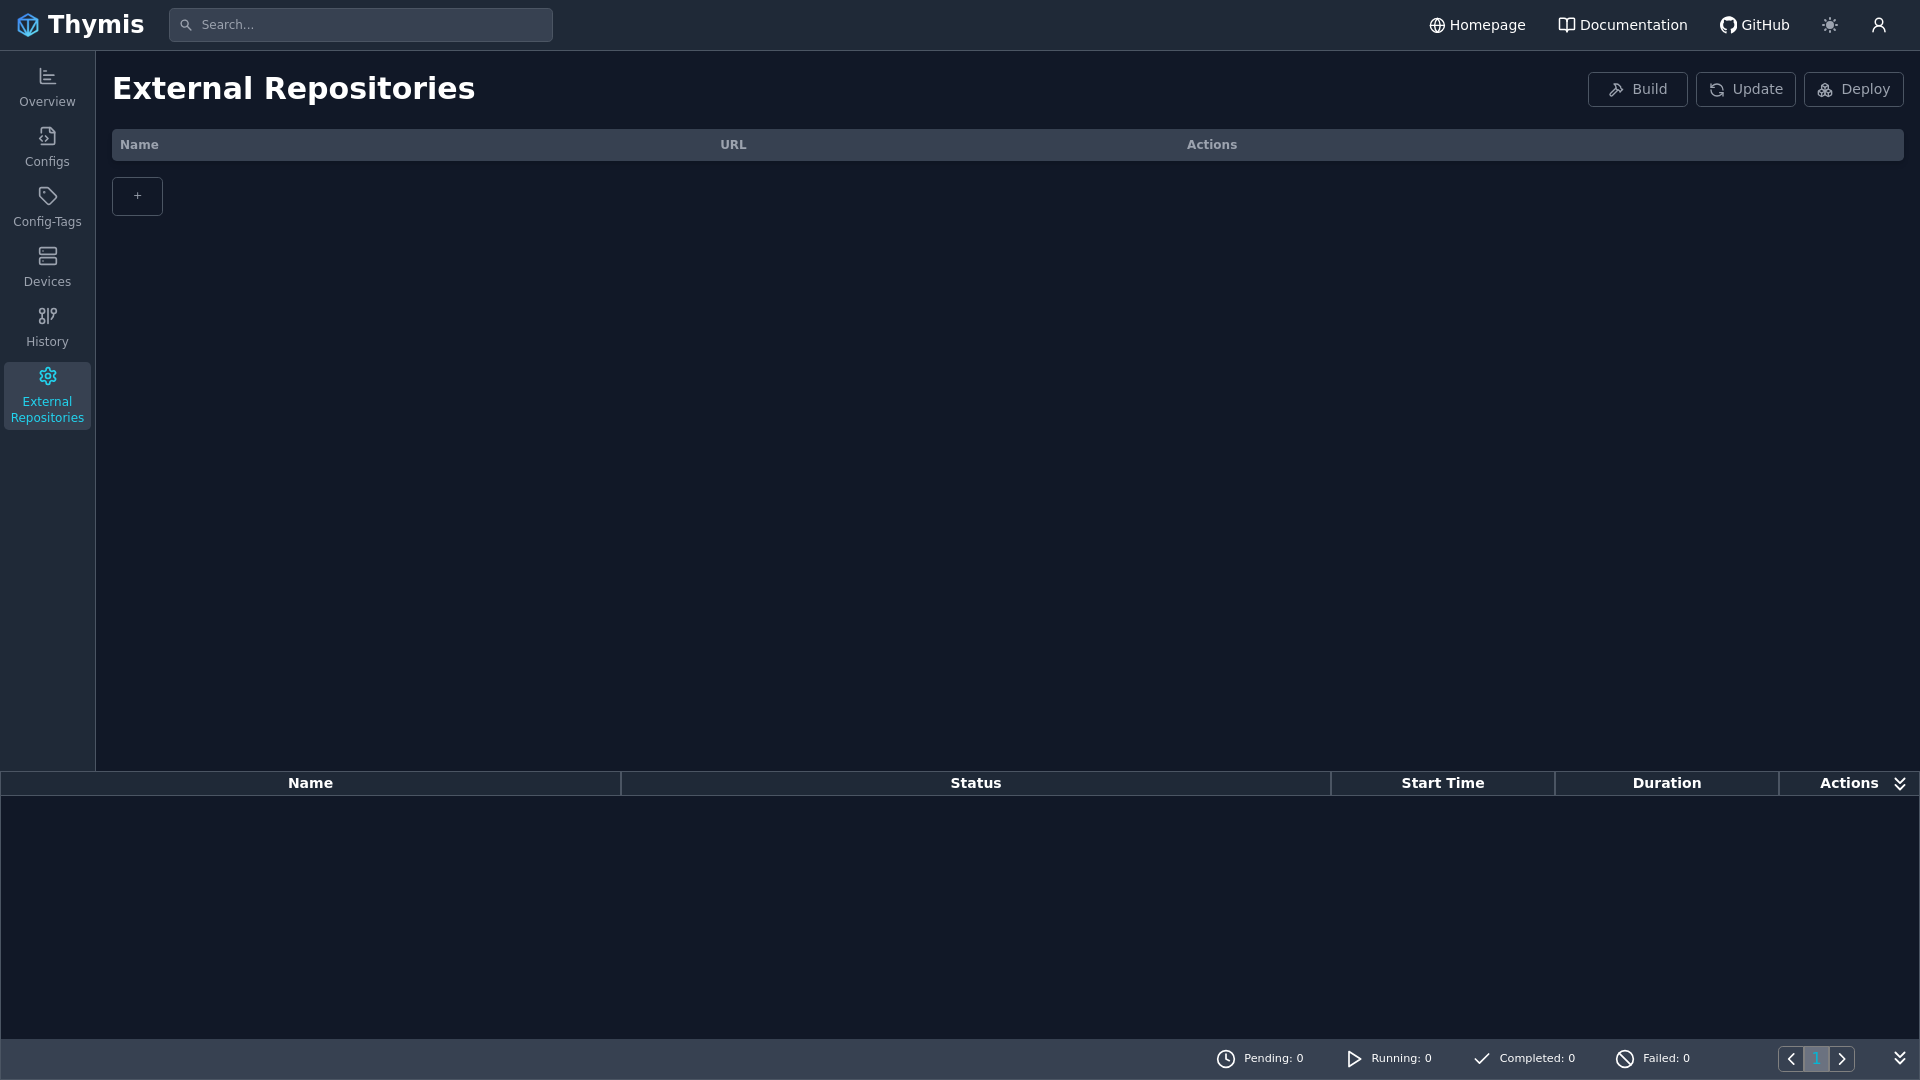 Thymis
Search...
Homepage
Documentation
GitHub
Overview
Configs
Config-Tags
Devices
History
External
Repositories
External Repositories
Build
Update
Deploy
Name URL Actions
+
Name Status Start Time Duration Actions
Pending: 0
Running: 0
Completed: 0
Failed: 0
1